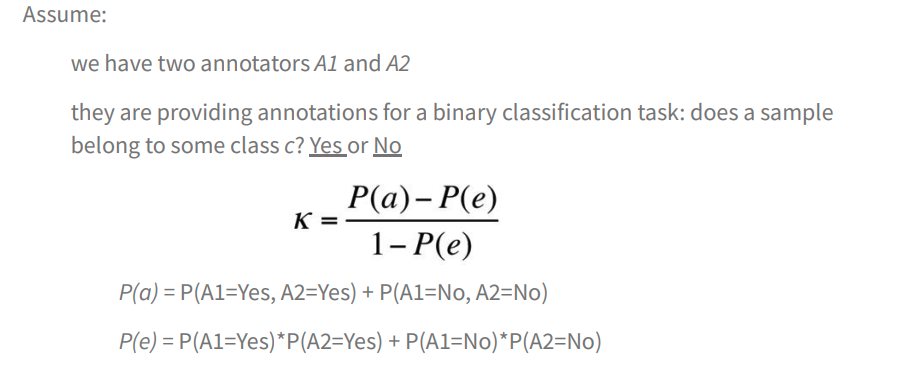 Assume:
we have two annotators A1 and A2
they are providing annotations for a binary classification task: does a sample
belong to some class c? Yes or No
κ = P(a) – P(e)
1 – P(e)
P(a) = P(A1=Yes, A2=Yes) + P(A1=No, A2=No)
P(e) = P(A1=Yes)*P(A2=Yes) + P(A1=No)*P(A2=No)